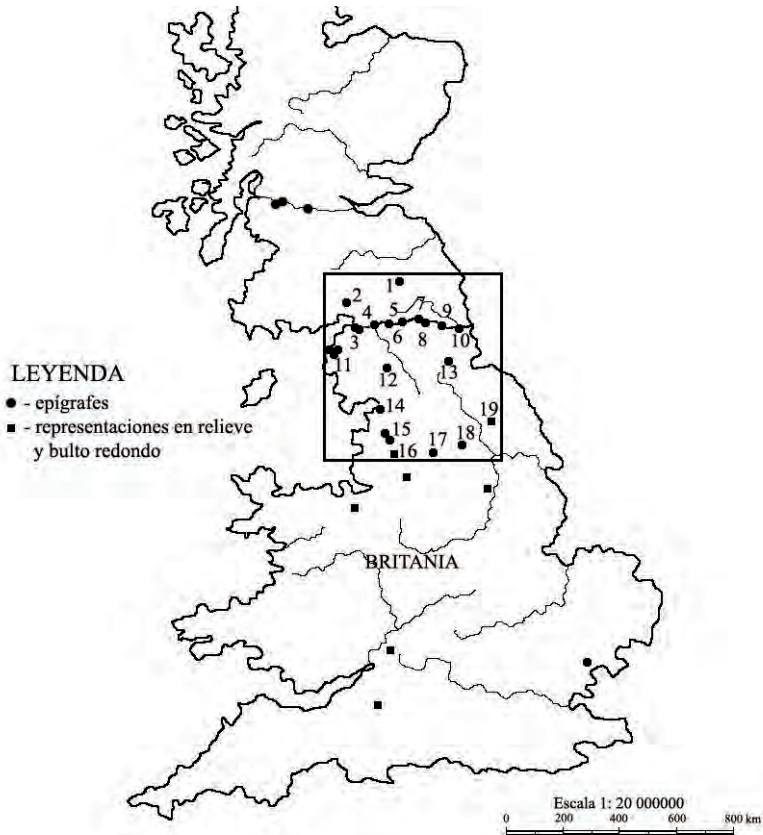 1
2
3
4
5
6
7
8
9
10
11
12
13
14
15
16
17
18
19
LEYENDA
- epígrafes
- representaciones en relieve
y bulto redondo
BRITANIA
Escala 1: 20 000000
0 200 400 600 800 km